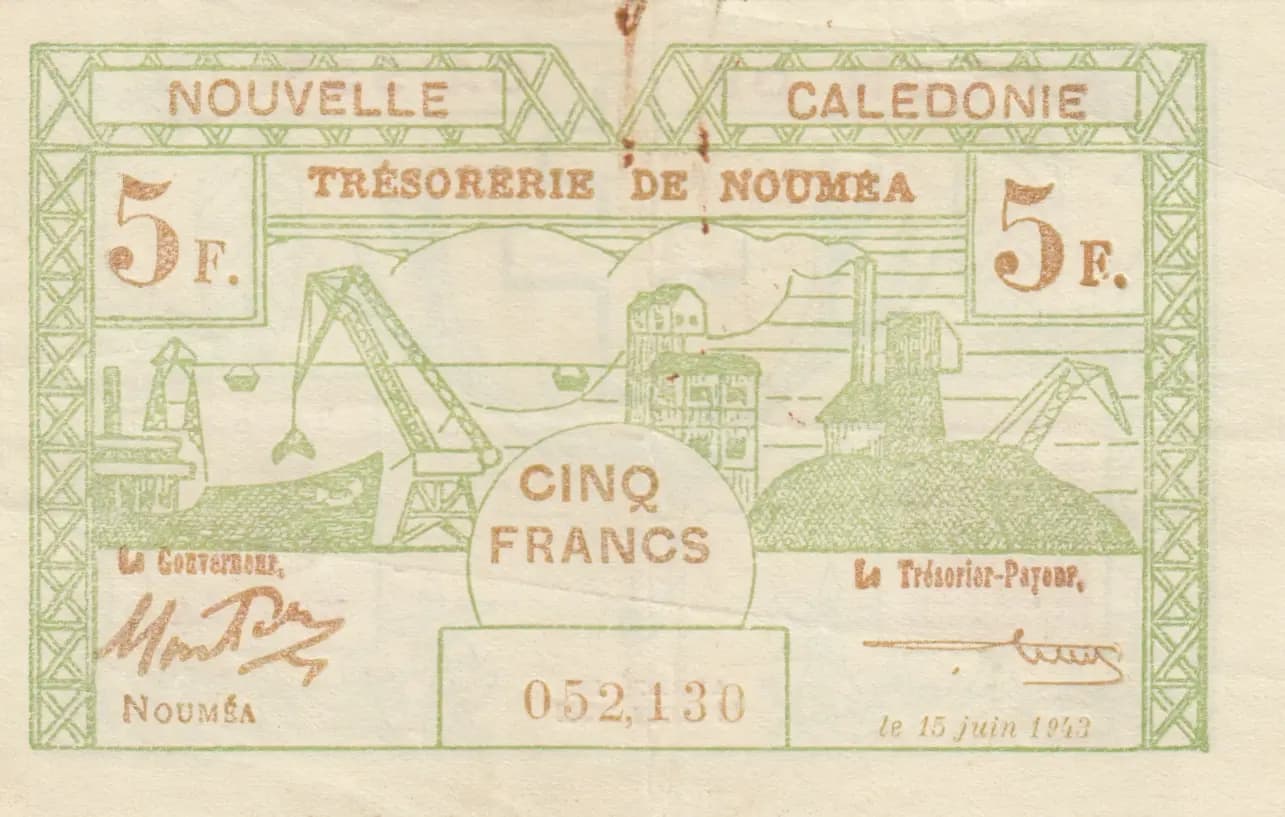 NOUVELLE CALEDONIE
TRÉSORERIE DE NOUMÉA
5 F.
5 F.
CINQ
FRANCS
Le Gouverneur,
Le Trésorier-Payeur,
NOUMÉA
052,130
le 15 juin 1943